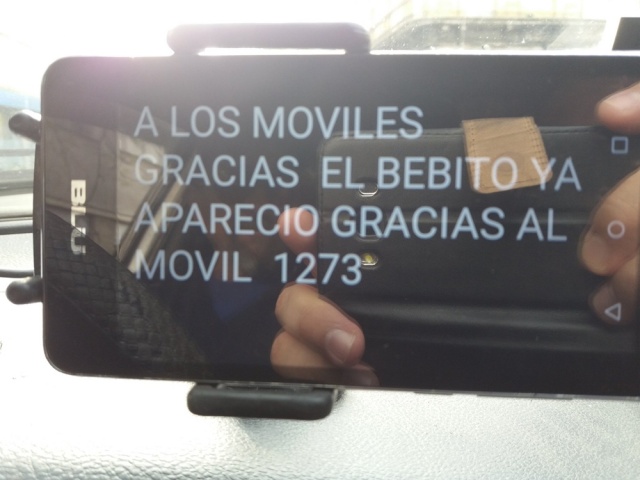 A LOS MOVILES
GRACIAS EL BEBITO YA
APARECIO GRACIAS AL
MOVIL 1273
BLU